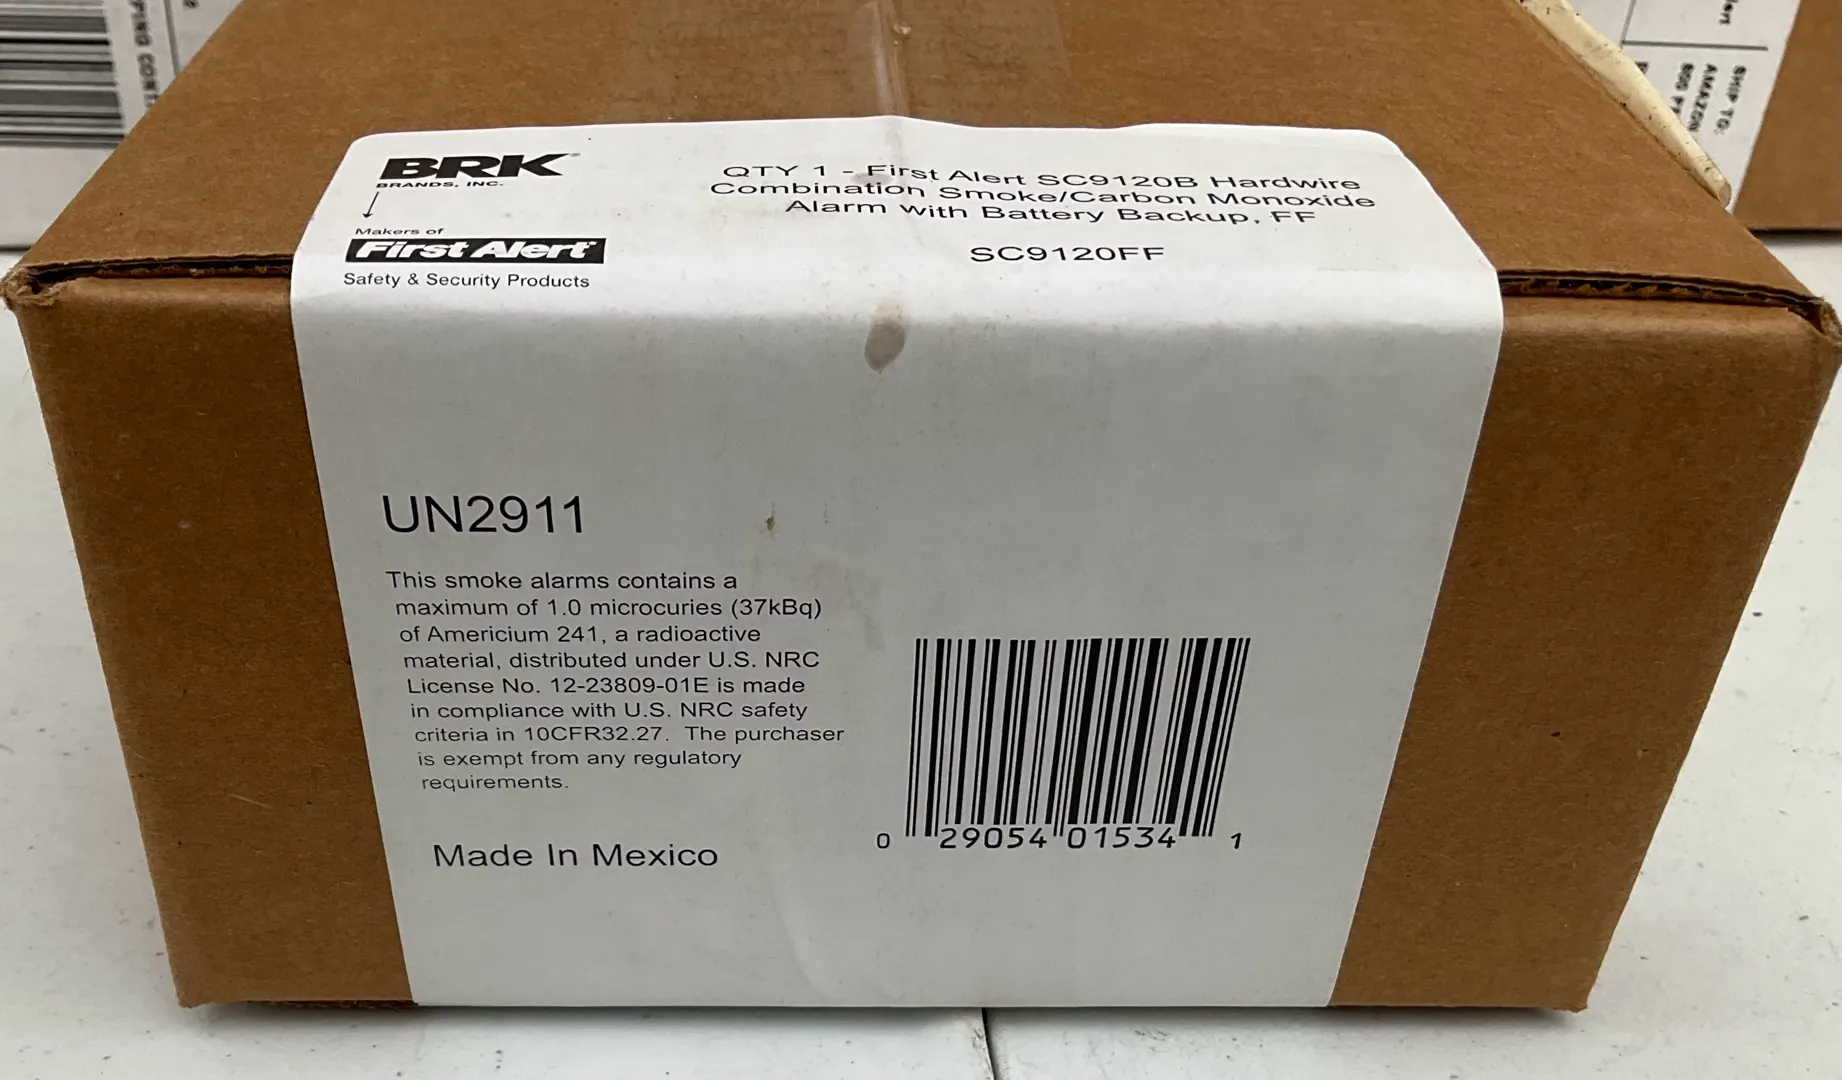 BRK
BRANDS, INC.
Makers of
First Alert
Safety & Security Products
QTY 1 - First Alert SC9120B Hardwire
Combination Smoke/Carbon Monoxide
Alarm with Battery Backup, FF
SC9120FF
UN2911
This smoke alarms contains a
maximum of 1.0 microcuries (37kBq)
of Americium 241, a radioactive
material, distributed under U.S. NRC
License No. 12-23809-01E is made
in compliance with U.S. NRC safety
criteria in 10CFR32.27. The purchaser
is exempt from any regulatory
requirements.
Made In Mexico
0 29054 01534 1
SHIP TO:
AMAZON